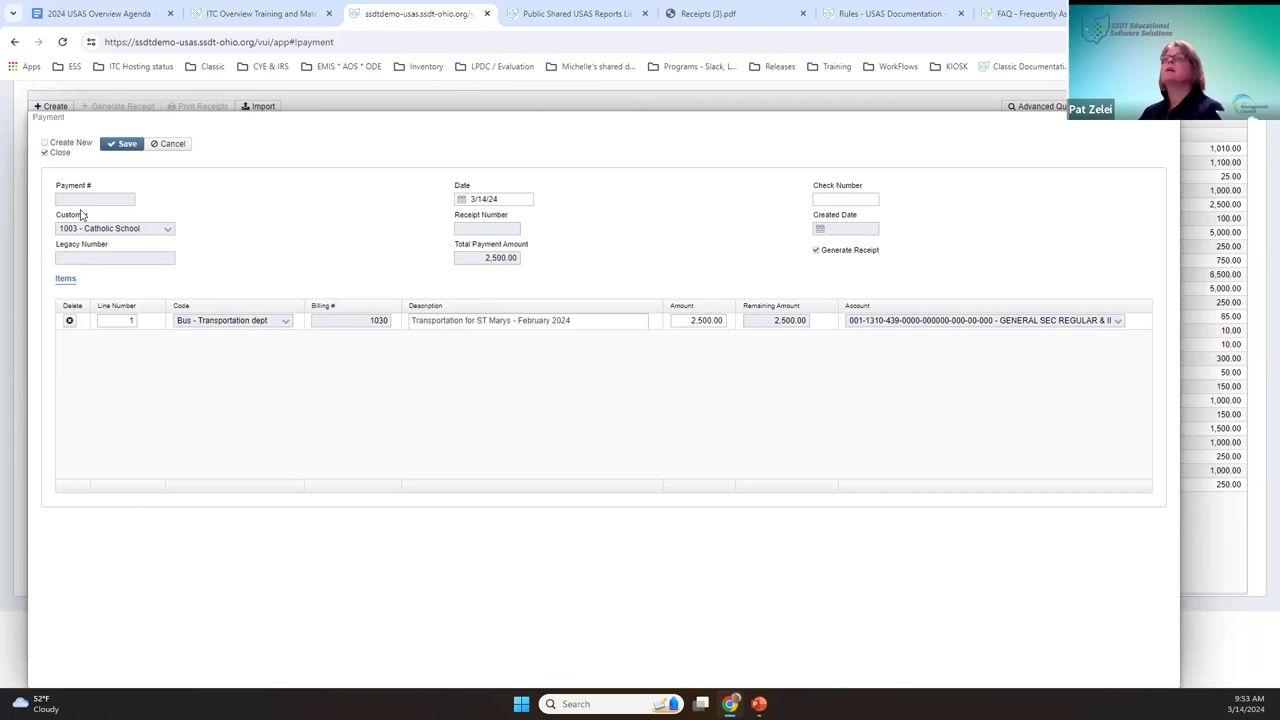 2024 USAS Overview Agenda -
ITC Overview Training and Mat
ssdtdemo-usas.ssdt-ohio.org/v
Public Shared USAS Reports Li
Receipts (3).pdf
Rules - USAS Documentation -
FAQ - Frequently As
https://ssdtdemo-usas.ssdt-ohio.org/vui/app#!payment
Apps
ESS
ITC Hosting status
Classic
CYE & IRS
EMIS * AOS * ODE
Inventory
LPDC / Evaluation
Michelle's shared d...
Programs - Slack, L...
Releases
Training
WorkFlows
KIOSK
Classic Documentati
SSDT Educational
Software Solutions
Management
Council
Pat Zelei
Create
Generate Receipt
Print Receipts
Import
Advanced Qu
Payment
Create New
Close
Save
Cancel
Payment #
Date
3/14/24
Check Number
Custom
1003 - Catholic School
Receipt Number
Created Date
Legacy Number
Total Payment Amount
2,500.00
Generate Receipt
Items
Delete Line Number Code Billing # Description Amount Remaining Amount Account
1 Bus - Transportation dept 1030 Transportation for ST Marys - February 2024 2,500.00 2,500.00 001-1310-439-0000-000000-000-00-000 - GENERAL SEC REGULAR & II
1,010.00
1,100.00
25.00
1,000.00
2,500.00
100.00
5,000.00
250.00
750.00
6,500.00
5,000.00
250.00
65.00
10.00
10.00
300.00
50.00
150.00
1,000.00
150.00
1,500.00
1,000.00
250.00
1,000.00
250.00
52°F
Cloudy
Search
9:53 AM
3/14/2024